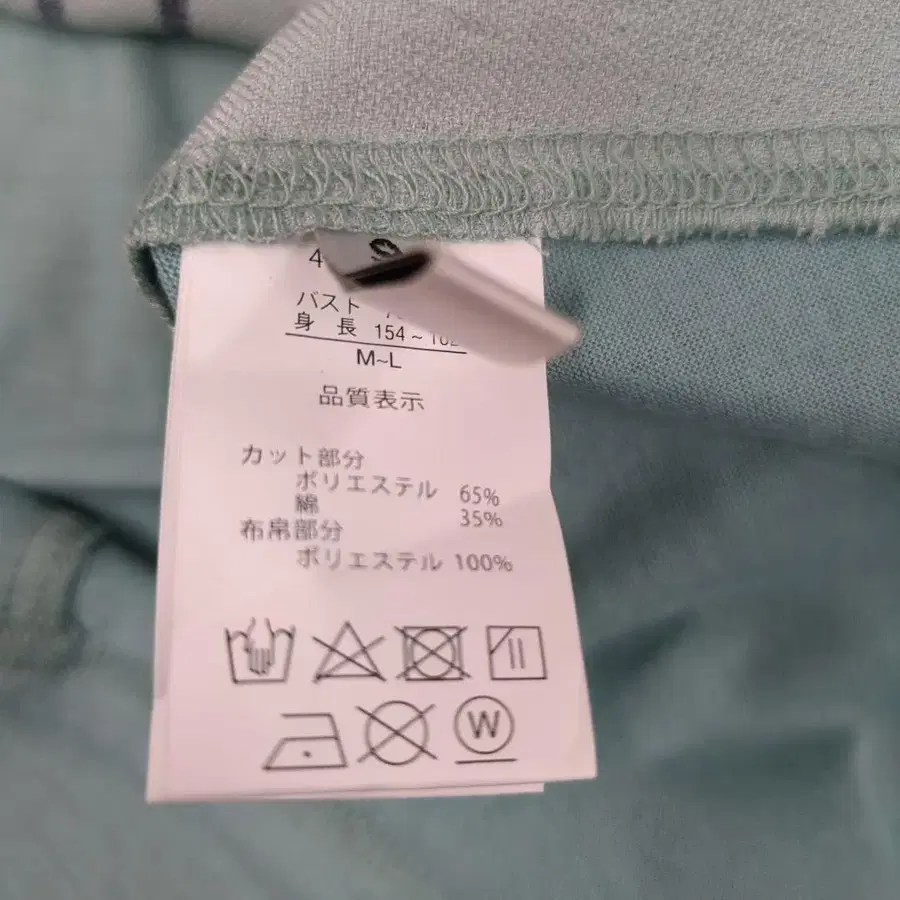 4
バスト
身 長 154~
M~L
品質表示
カット部分
ポリエステル 65%
綿 35%
布帛部分
ポリエステル 100%
W